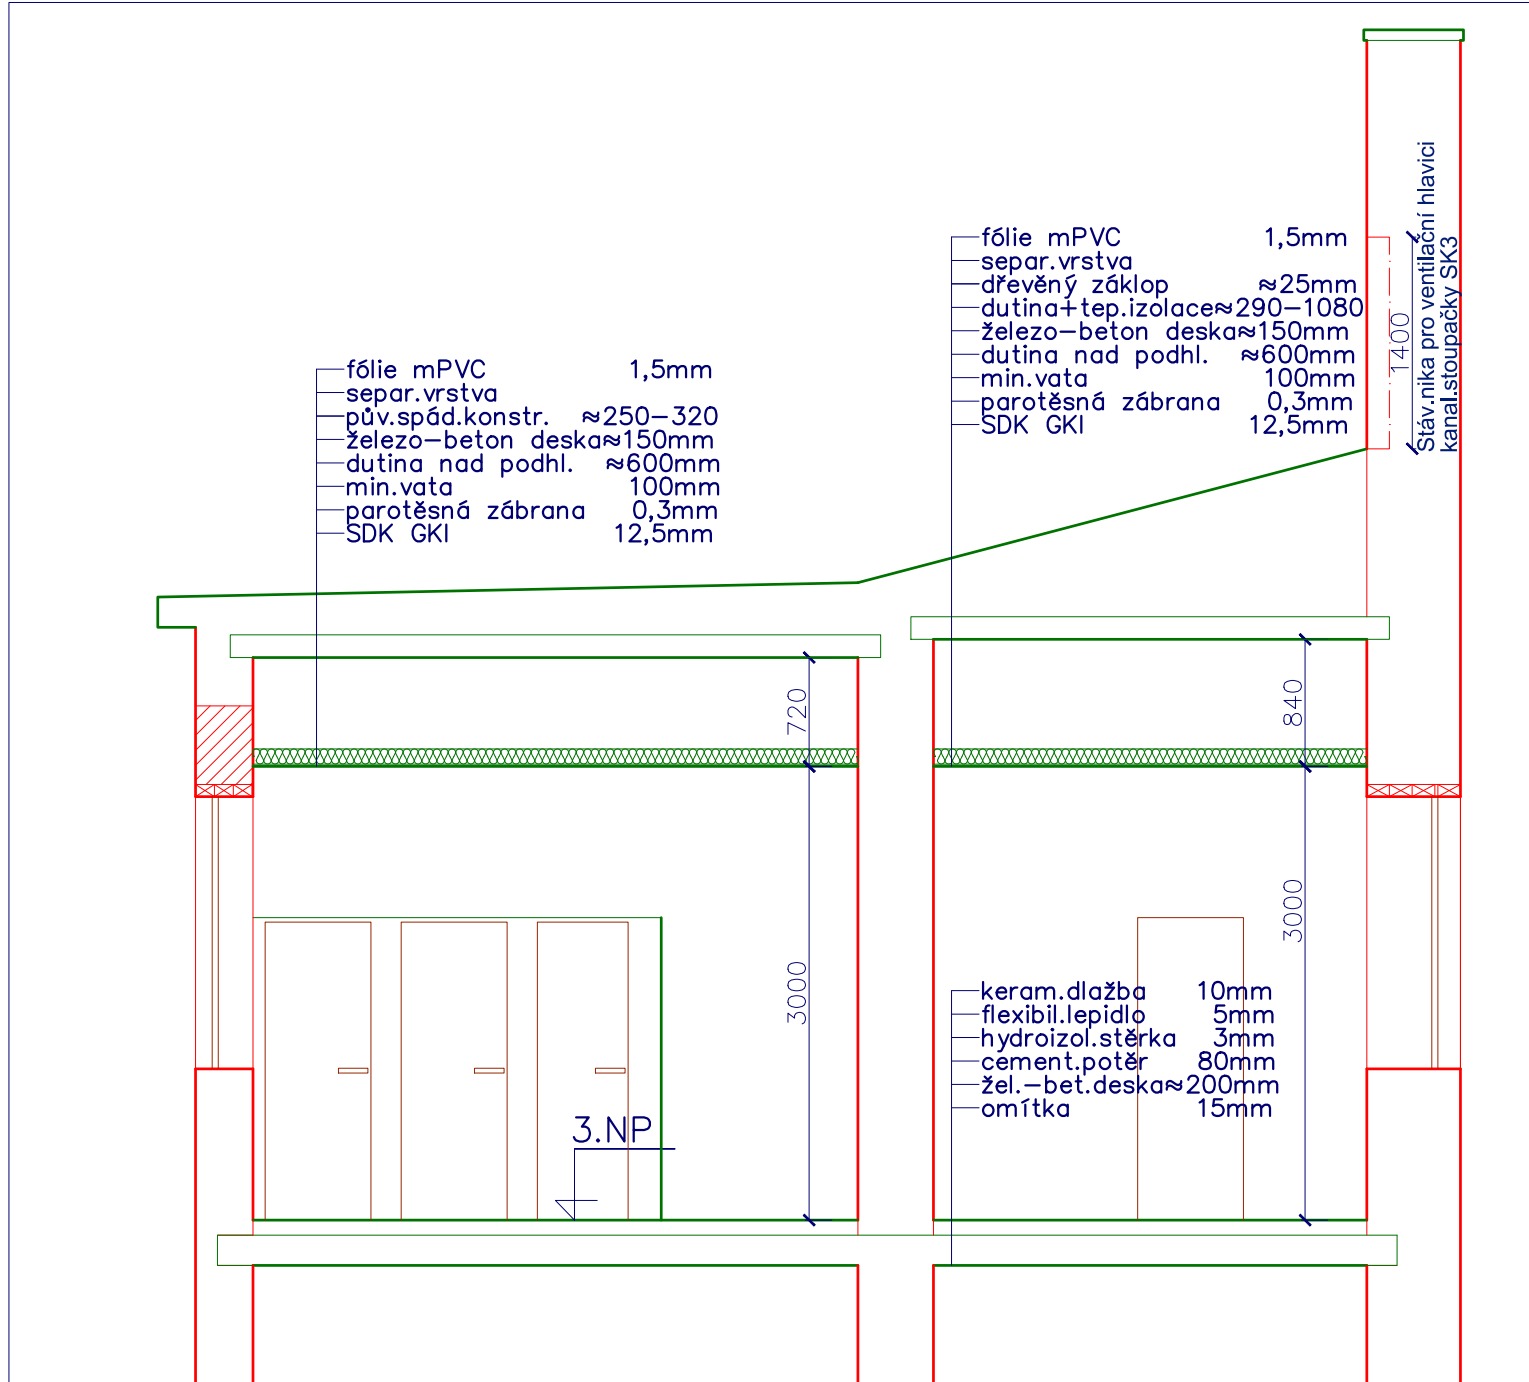 Stáv.nika pro ventilační hlavici
kanal.stoupačky SK3
1400
fólie mPVC 1,5mm
separ.vrstva
dřevěný záklop ≈25mm
dutina+tep.izolace≈290-1080
železo-beton deska≈150mm
dutina nad podhl. ≈600mm
min.vata 100mm
parotěsná zábrana 0,3mm
SDK GKI 12,5mm
fólie mPVC 1,5mm
separ.vrstva
pův.spád.konstr. ≈250-320
železo-beton deska≈150mm
dutina nad podhl. ≈600mm
min.vata 100mm
parotěsná zábrana 0,3mm
SDK GKI 12,5mm
720
840
3000
3000
keram.dlažba 10mm
flexibil.lepidlo 5mm
hydroizol.stěrka 3mm
cement.potěr 80mm
žel.-bet.deska≈200mm
omítka 15mm
3.NP